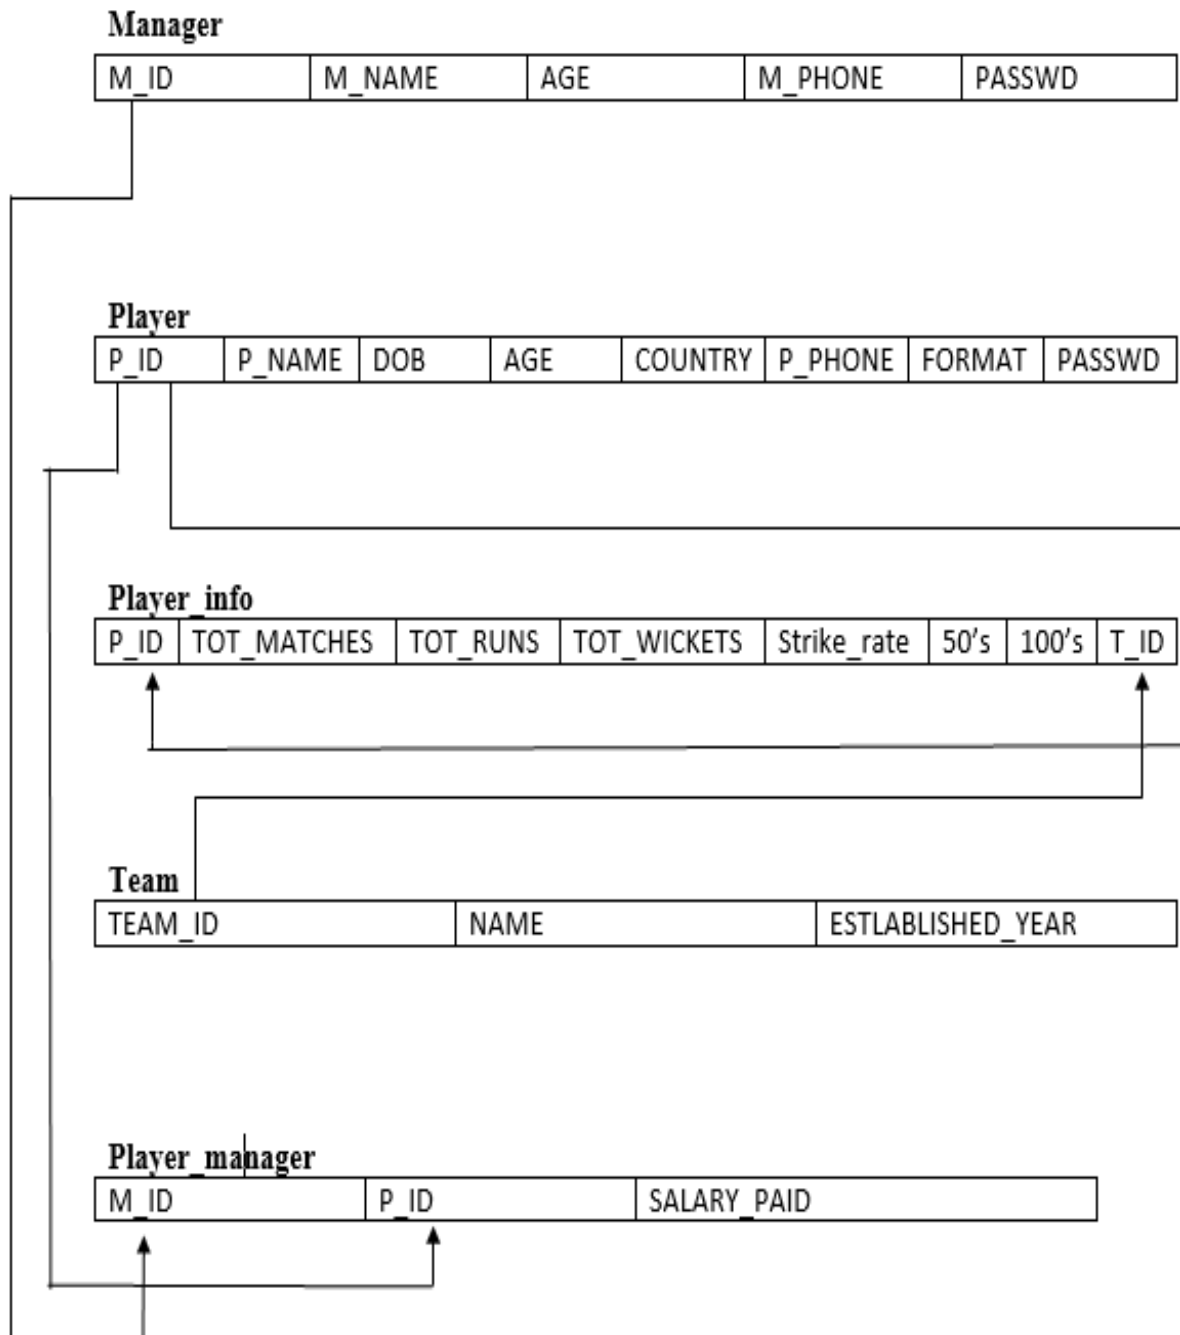 Manager
M_ID M_NAME AGE M_PHONE PASSWD
Player
P_ID P_NAME DOB AGE COUNTRY P_PHONE FORMAT PASSWD
Player_info
P_ID TOT_MATCHES TOT_RUNS TOT_WICKETS Strike_rate 50’s 100’s T_ID
Team
TEAM_ID NAME ESTLABLISHED_YEAR
Player_manager
M_ID P_ID SALARY_PAID